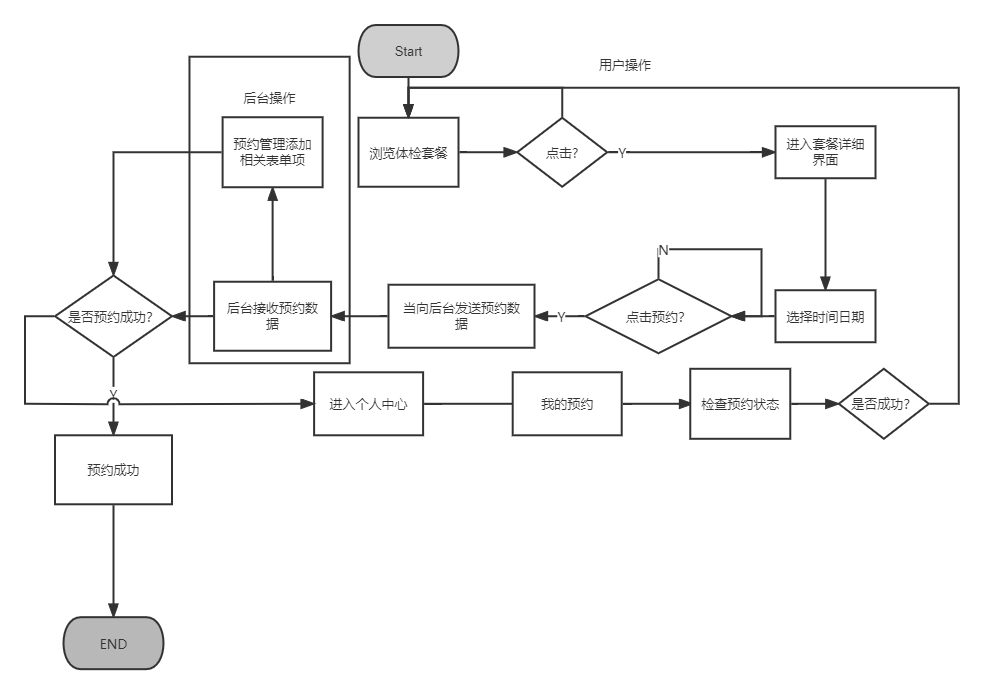 Start
用户操作
后台操作
预约管理添加
相关表单项
浏览体检套餐
点击?
Y
进入套餐详细
界面
N
是否预约成功?
后台接收预约数
据
当向后台发送预约数
据
Y
点击预约?
选择时间日期
Y
进入个人中心
我的预约
检查预约状态
是否成功?
预约成功
END